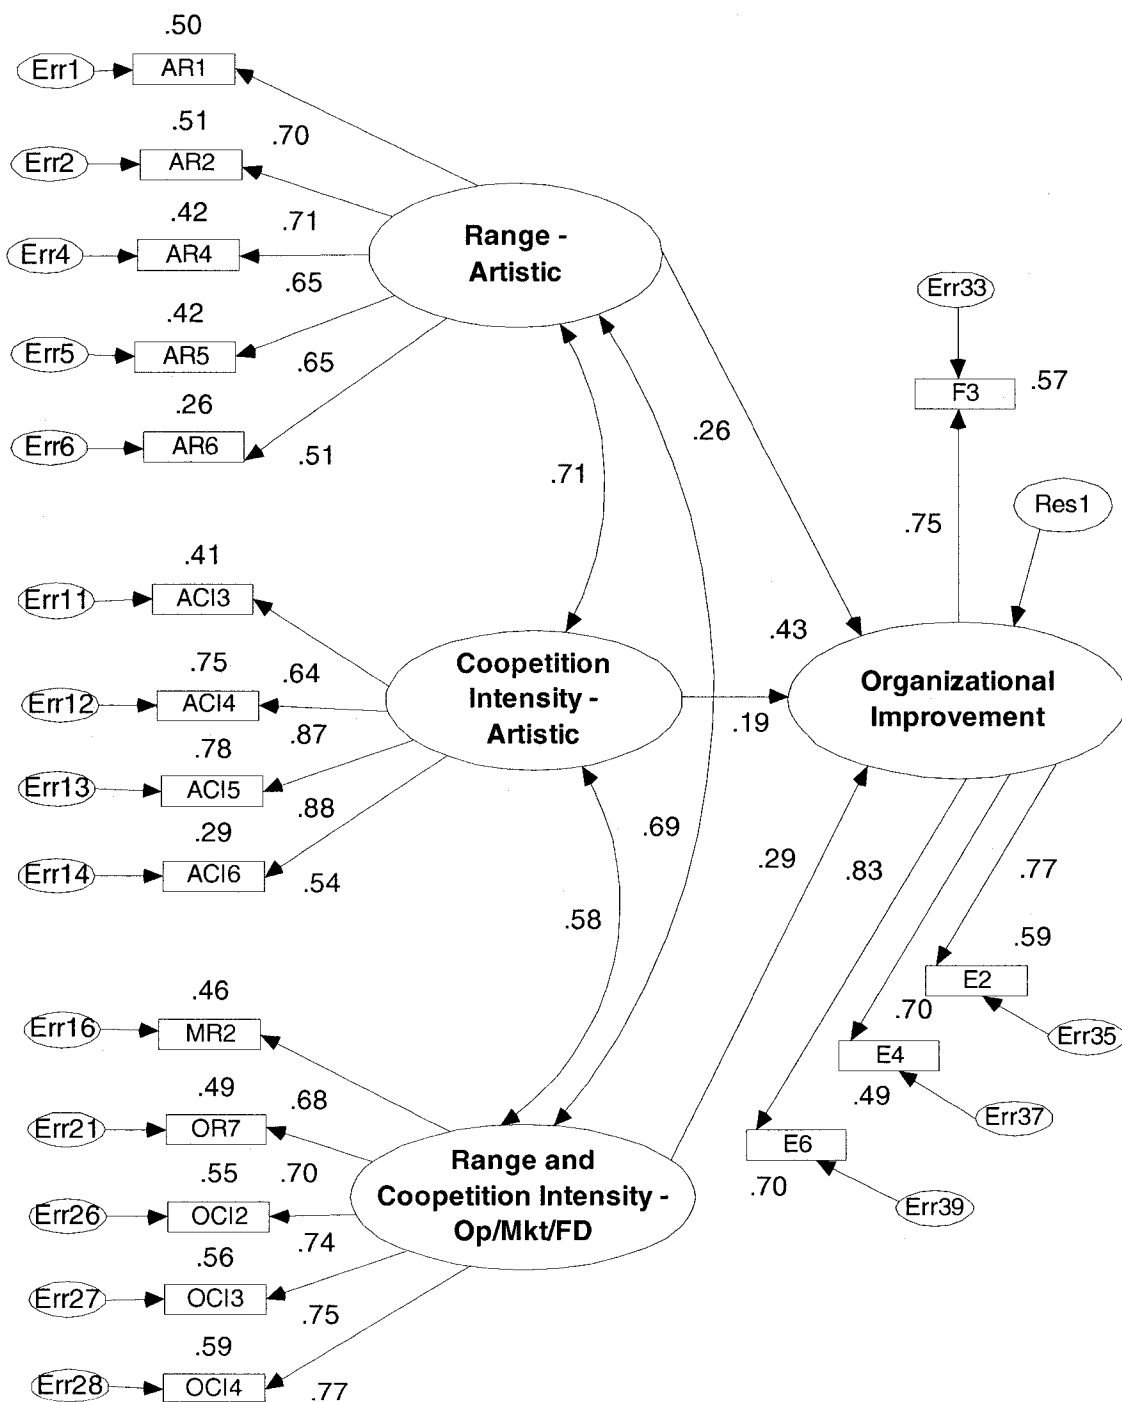 .50
Err1 AR1
.70
.51
Err2 AR2
.71
.42
Err4 AR4
.65
.42
Err5 AR5
.65
.26
Err6 AR6
.51
Range -
Artistic
.71
.26
Err33
F3 .57
.75
Res1
.41
Err11 ACI3
.64
.75
Err12 ACI4
.87
.78
Err13 ACI5
.88
.29
Err14 ACI6
.54
Coopetition
Intensity -
Artistic
.43
.19
Organizational
Improvement
.69
.58
.29
.83
.77
.59
E2
Err35
.70
E4
.49
Err37
E6
.70
Err39
.46
Err16 MR2
.68
.49
Err21 OR7
.70
.55
Err26 OCI2
.74
.56
Err27 OCI3
.75
.59
Err28 OCI4
.77
Range and
Coopetition Intensity -
Op/Mkt/FD